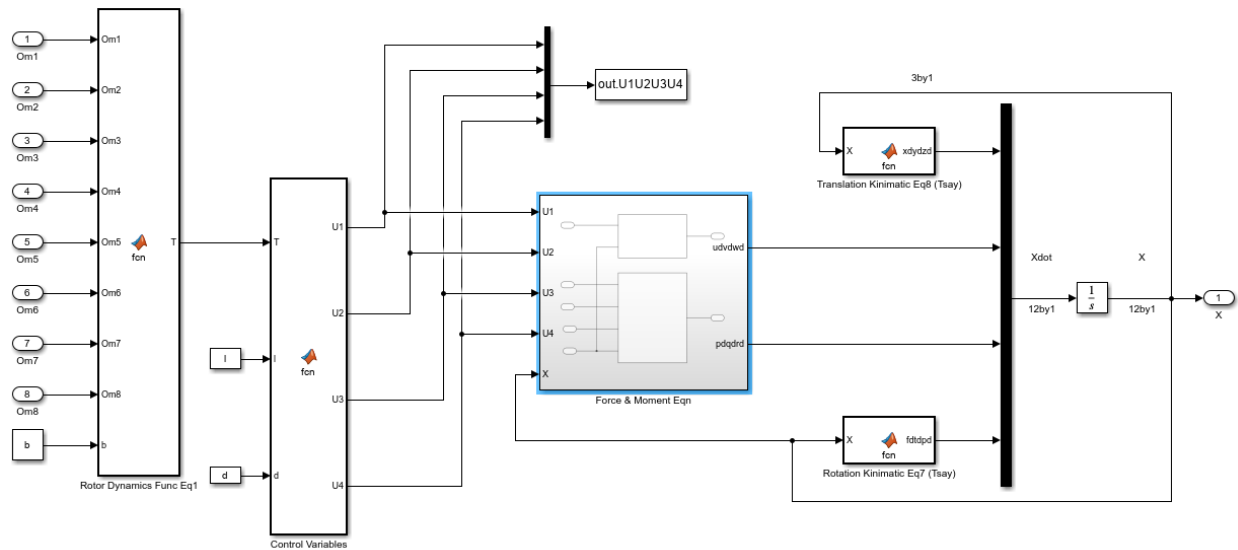 1
Om1
2
Om2
3
Om3
4
Om4
5
Om5
6
Om6
7
Om7
8
Om8
b
Om1
Om2
Om3
Om4
Om5
Om6
Om7
Om8
b
fcn
T
Rotor Dynamics Func Eq1
l
d
T
l
d
fcn
U1
U2
U3
U4
Control Variables
out.U1U2U3U4
U1
U2
U3
U4
X
udvdwd
pdqdrd
Force & Moment Eqn
3by1
X
fcn
xdydzd
Translation Kinimatic Eq8 (Tsay)
X
fcn
fdtdpd
Rotation Kinimatic Eq7 (Tsay)
Xdot
12by1
1
s
X
12by1
1
X